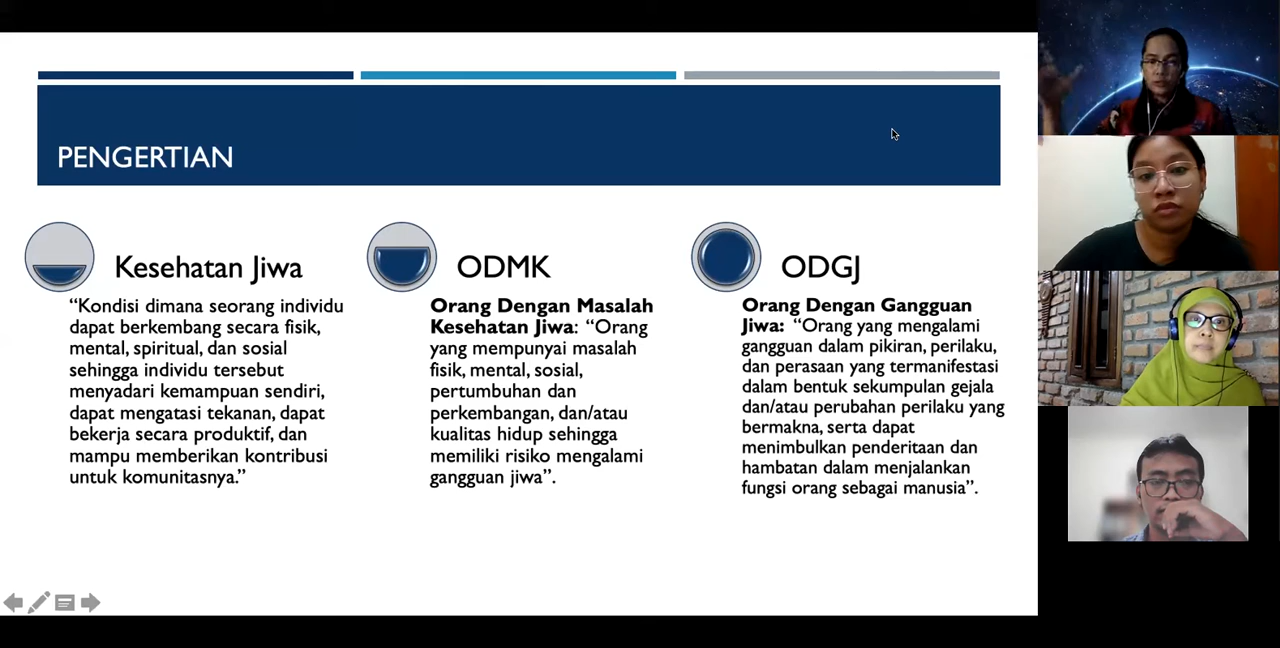 PENGERTIAN
Kesehatan Jiwa
“Kondisi dimana seorang individu
dapat berkembang secara fisik,
mental, spiritual, dan sosial
sehingga individu tersebut
menyadari kemampuan sendiri,
dapat mengatasi tekanan, dapat
bekerja secara produktif, dan
mampu memberikan kontribusi
untuk komunitasnya.”
ODMK
Orang Dengan Masalah
Kesehatan Jiwa: “Orang
yang mempunyai masalah
fisik, mental, sosial,
pertumbuhan dan
perkembangan, dan/atau
kualitas hidup sehingga
memiliki risiko mengalami
gangguan jiwa”.
ODGJ
Orang Dengan Gangguan
Jiwa: “Orang yang mengalami
gangguan dalam pikiran, perilaku,
dan perasaan yang termanifestasi
dalam bentuk sekumpulan gejala
dan/atau perubahan perilaku yang
bermakna, serta dapat
menimbulkan penderitaan dan
hambatan dalam menjalankan
fungsi orang sebagai manusia”.